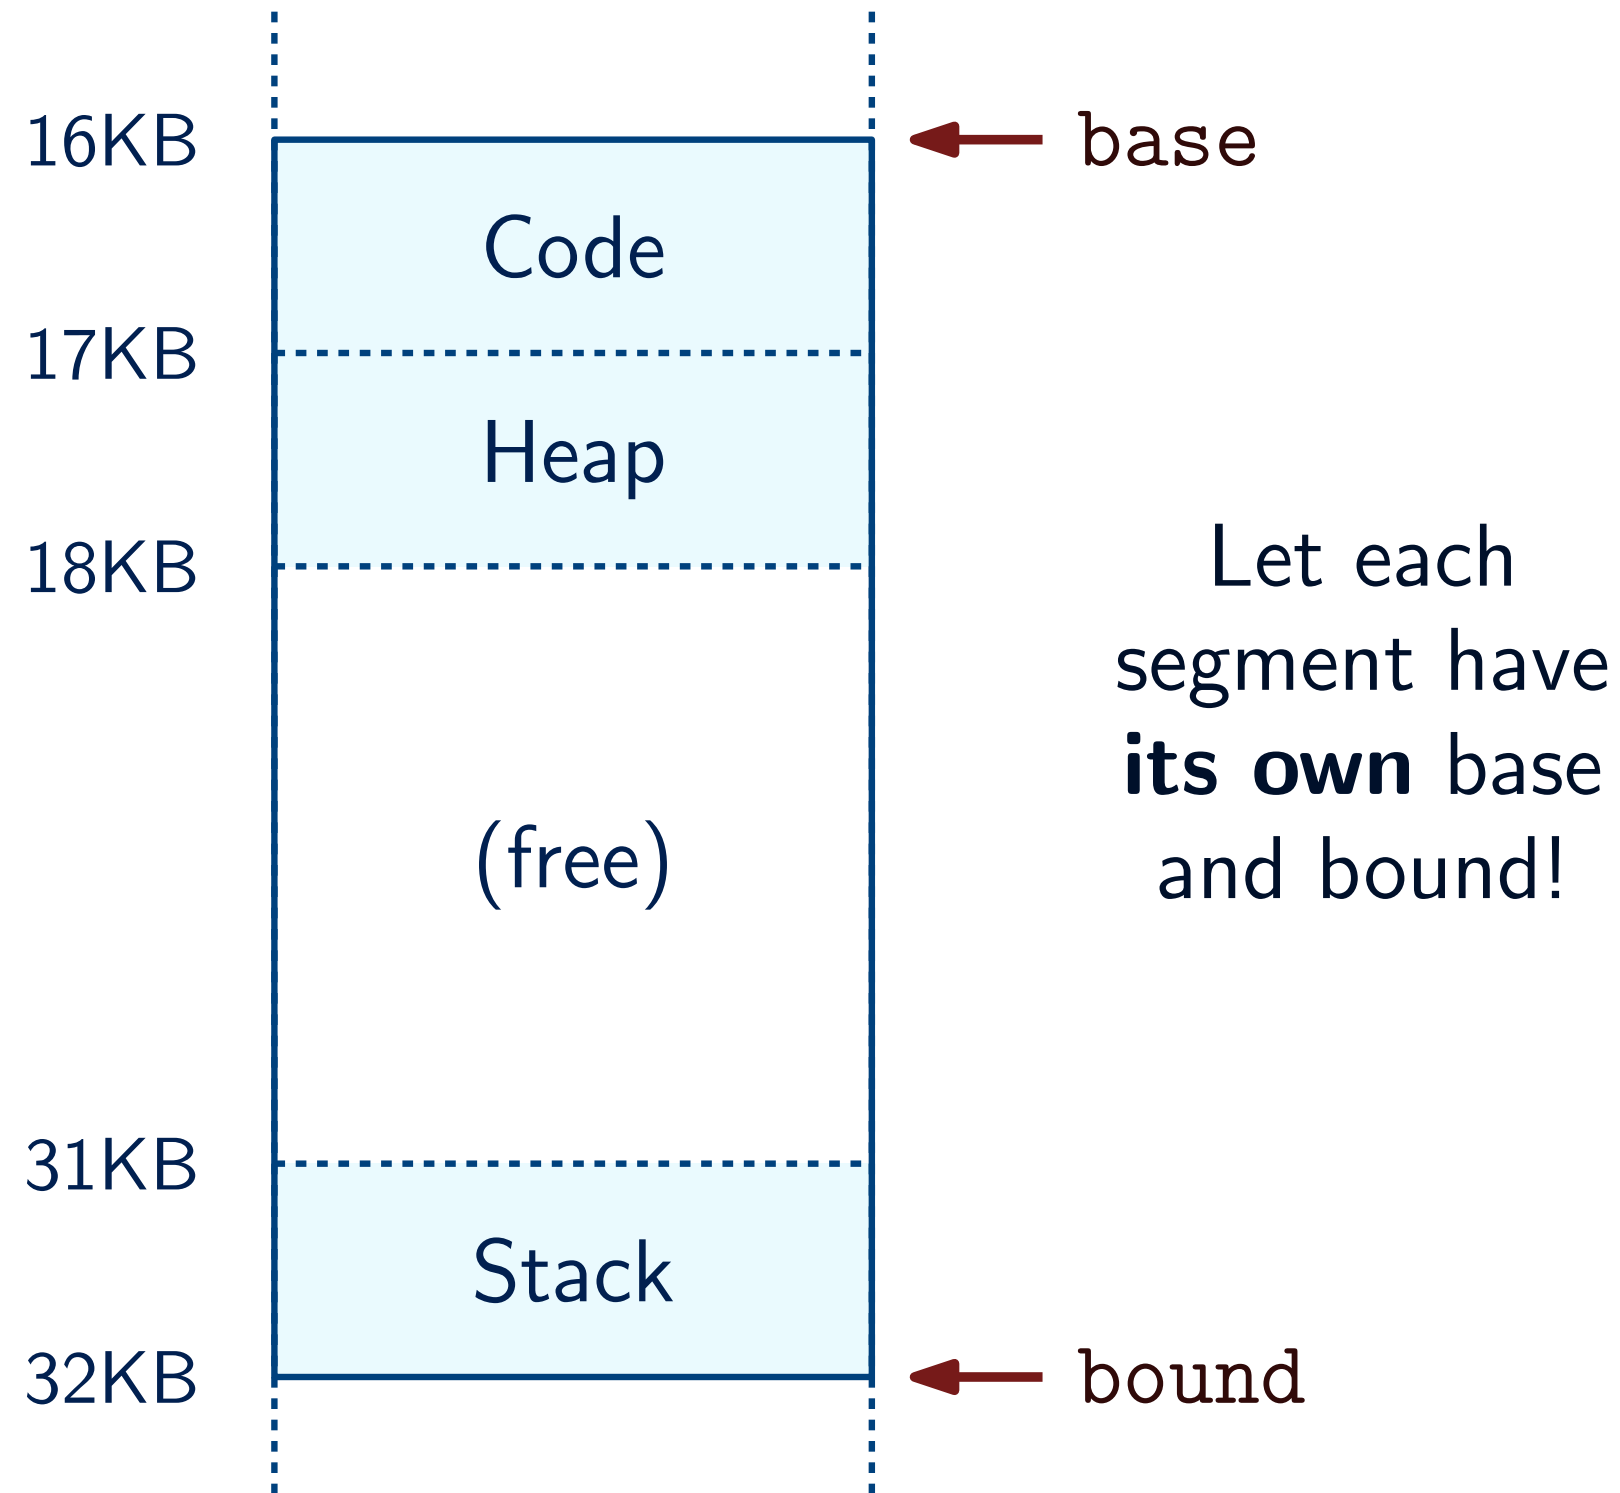 16KB
base
Code
17KB
Heap
18KB
Let each
segment have
its own base
and bound!
(free)
31KB
Stack
32KB
bound